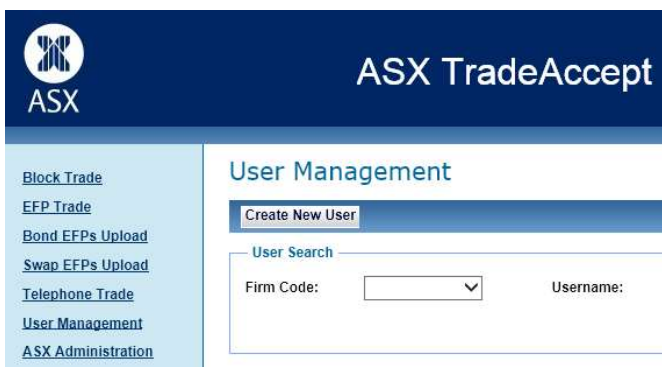 ASX
ASX TradeAccept
Block Trade
EFP Trade
Bond EFPs Upload
Swap EFPs Upload
Telephone Trade
User Management
ASX Administration
User Management
Create New User
User Search
Firm Code:
Username: